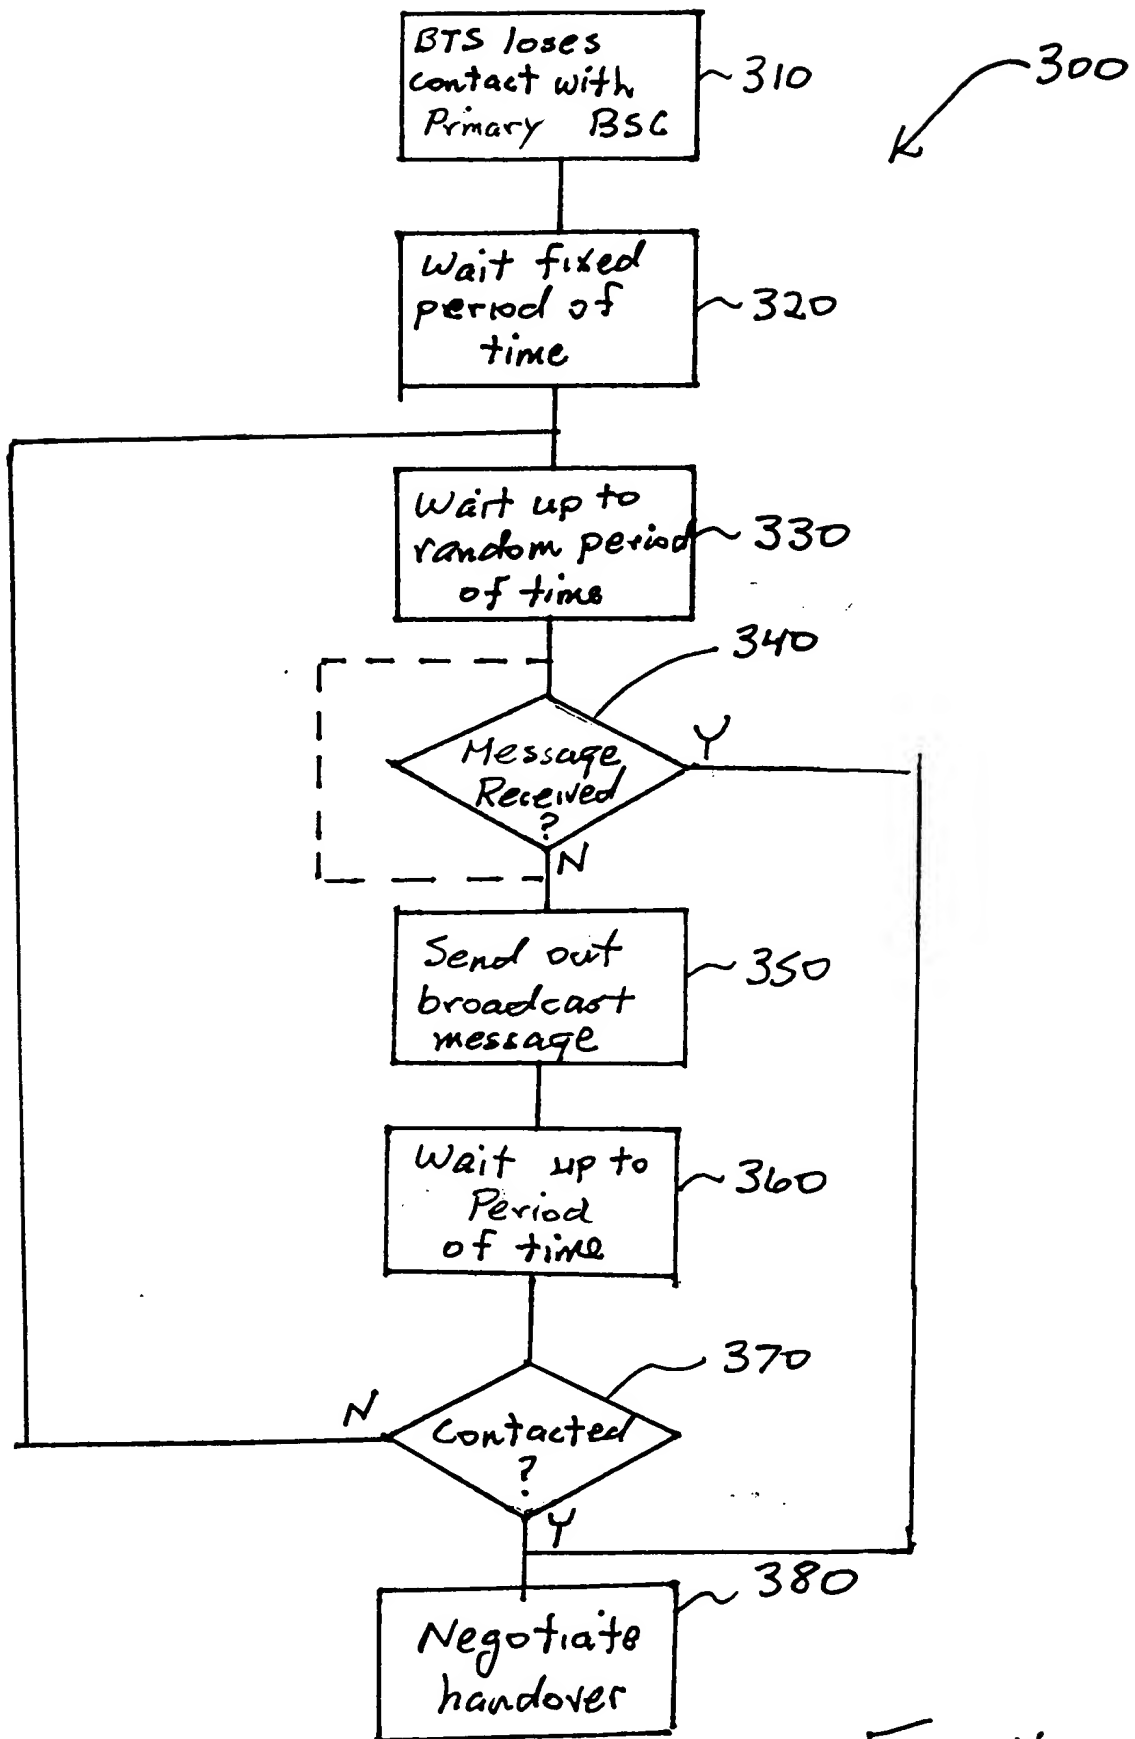 BTS loses
contact with
Primary BSC
310
300
Wait fixed
period of
time
320
Wait up to
random period
of time
330
340
Message
Received
?
Y
N
Send out
broadcast
message
350
Wait up to
Period
of time
360
370
Contacted
?
N
Y
380
Negotiate
handover